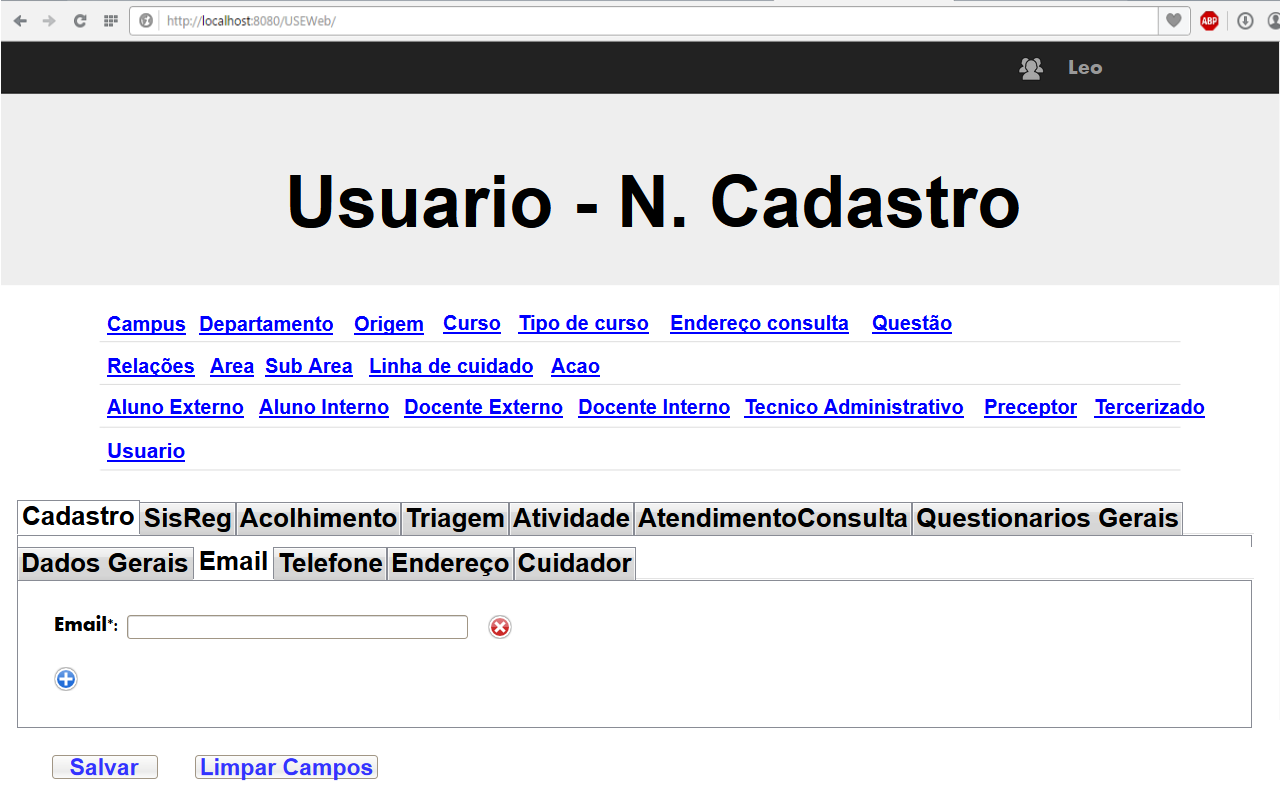 http://localhost:8080/USEWeb/
ABP
Leo
Usuario - N. Cadastro
Campus Departamento Origem Curso Tipo de curso Endereço consulta Questão
Relações Area Sub Area Linha de cuidado Acao
Aluno Externo Aluno Interno Docente Externo Docente Interno Tecnico Administrativo Preceptor Tercerizado
Usuario
Cadastro SisReg Acolhimento Triagem Atividade AtendimentoConsulta Questionarios Gerais
Dados Gerais Email Telefone Endereço Cuidador
Email*:
Salvar Limpar Campos